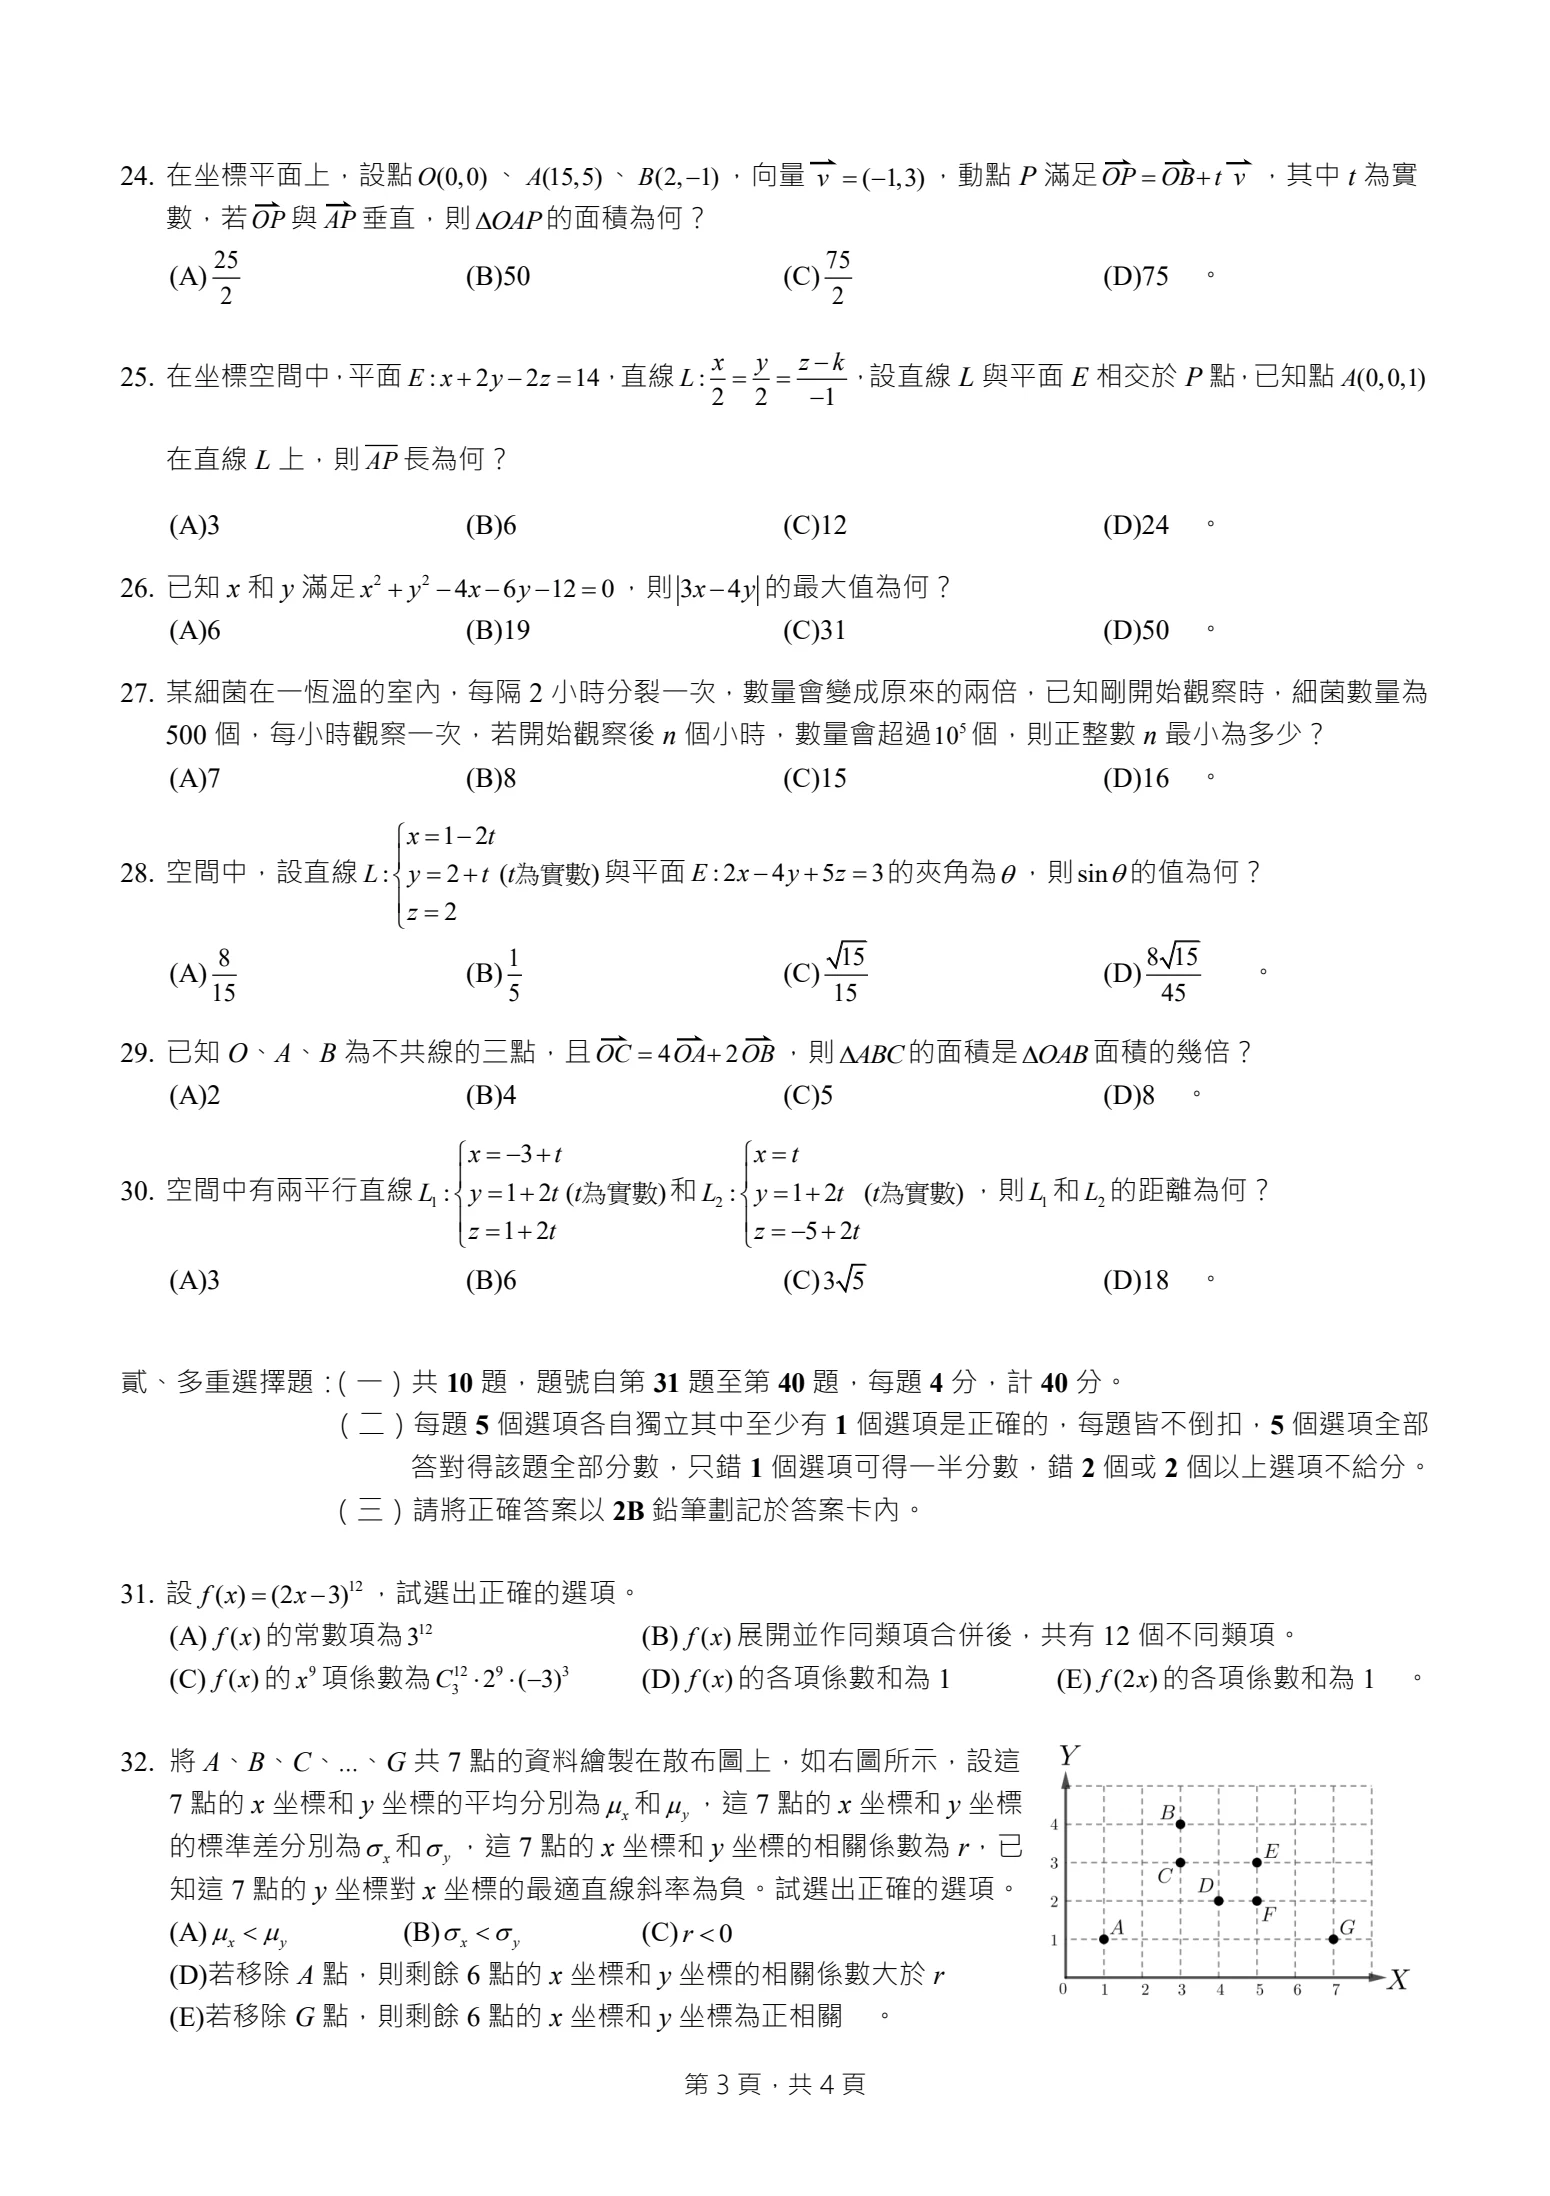 24. 在坐標平面上，設點O(0,0)、A(15,5)、B(2,−1)，向量 v⇀ =(−1,3)，動點 P 滿足 OP⇀ = OB⇀ + t v⇀ ，其中 t 為實
數，若 OP⇀ 與 AP⇀ 垂直，則 ΔOAP 的面積為何？
(A) 25/2 (B)50 (C) 75/2 (D)75 。
25. 在坐標空間中，平面 E : x + 2y − 2z = 14，直線 L : x/2 = y/2 = (z−k)/−1，設直線 L 與平面 E 相交於 P 點，已知點 A(0,0,1)
在直線 L 上，則 A̅P̅ 長為何？
(A)3 (B)6 (C)12 (D)24 。
26. 已知 x 和 y 滿足 x² + y² − 4x − 6y − 12 = 0，則 |3x − 4y| 的最大值為何？
(A)6 (B)19 (C)31 (D)50 。
27. 某細菌在一恆溫的室內，每隔 2 小時分裂一次，數量會變成原來的兩倍，已知剛開始觀察時，細菌數量為
500 個，每小時觀察一次，若開始觀察後 n 個小時，數量會超過10⁵ 個，則正整數 n 最小為多少？
(A)7 (B)8 (C)15 (D)16 。
28. 空間中，設直線 L : { x = 1 − 2t ; y = 2 + t ; z = 2 (t為實數) 與平面 E : 2x − 4y + 5z = 3 的夾角為 θ，則 sin θ 的值為何？
(A) 8/15 (B) 1/5 (C) √15/15 (D) 8√15/45 。
29. 已知 O、A、B 為不共線的三點，且 OC⇀ = 4 OA⇀ + 2 OB⇀ ，則 ΔABC 的面積是 ΔOAB 面積的幾倍？
(A)2 (B)4 (C)5 (D)8 。
30. 空間中有兩平行直線 L₁ : { x = −3 + t ; y = 1 + 2t ; z = 1 + 2t (t為實數) 和 L₂ : { x = t ; y = 1 + 2t ; z = −5 + 2t (t為實數) ，則 L₁ 和 L₂ 的距離為何？
(A)3 (B)6 (C)3√5 (D)18 。
貳、多重選擇題：(一) 共 10 題，題號自第 31 題至第 40 題，每題 4 分，計 40 分。
(二) 每題 5 個選項各自獨立其中至少有 1 個選項是正確的，每題皆不倒扣，5 個選項全部
答對得該題全部分數，只錯 1 個選項可得一半分數，錯 2 個或 2 個以上選項不給分。
(三) 請將正確答案以 2B 鉛筆劃記於答案卡內。
31. 設 f(x) = (2x − 3)¹²，試選出正確的選項。
(A) f(x) 的常數項為 3¹² (B) f(x) 展開並作同類項合併後，共有 12 個不同類項。
(C) f(x) 的 x⁹ 項係數為 C₃¹² · 2⁹ · (−3)³ (D) f(x) 的各項係數和為 1 (E) f(2x) 的各項係數和為 1 。
32. 將 A、B、C、...、G 共 7 點的資料繪製在散布圖上，如右圖所示，設這
7 點的 x 坐標和 y 坐標的平均分別為 μₓ 和 μ_y，這 7 點的 x 坐標和 y 坐標
的標準差分別為 σₓ 和 σ_y，這 7 點的 x 坐標和 y 坐標的相關係數為 r，已
知這 7 點的 y 坐標對 x 坐標的最適直線斜率為負。試選出正確的選項。
(A) μₓ < μ_y (B) σₓ < σ_y (C) r < 0
(D)若移除 A 點，則剩餘 6 點的 x 坐標和 y 坐標的相關係數大於 r
(E)若移除 G 點，則剩餘 6 點的 x 坐標和 y 坐標為正相關 。
Y
B
4
E
3
C
D
2
F
A
G
1
X
0 1 2 3 4 5 6 7
第 3 頁，共 4 頁